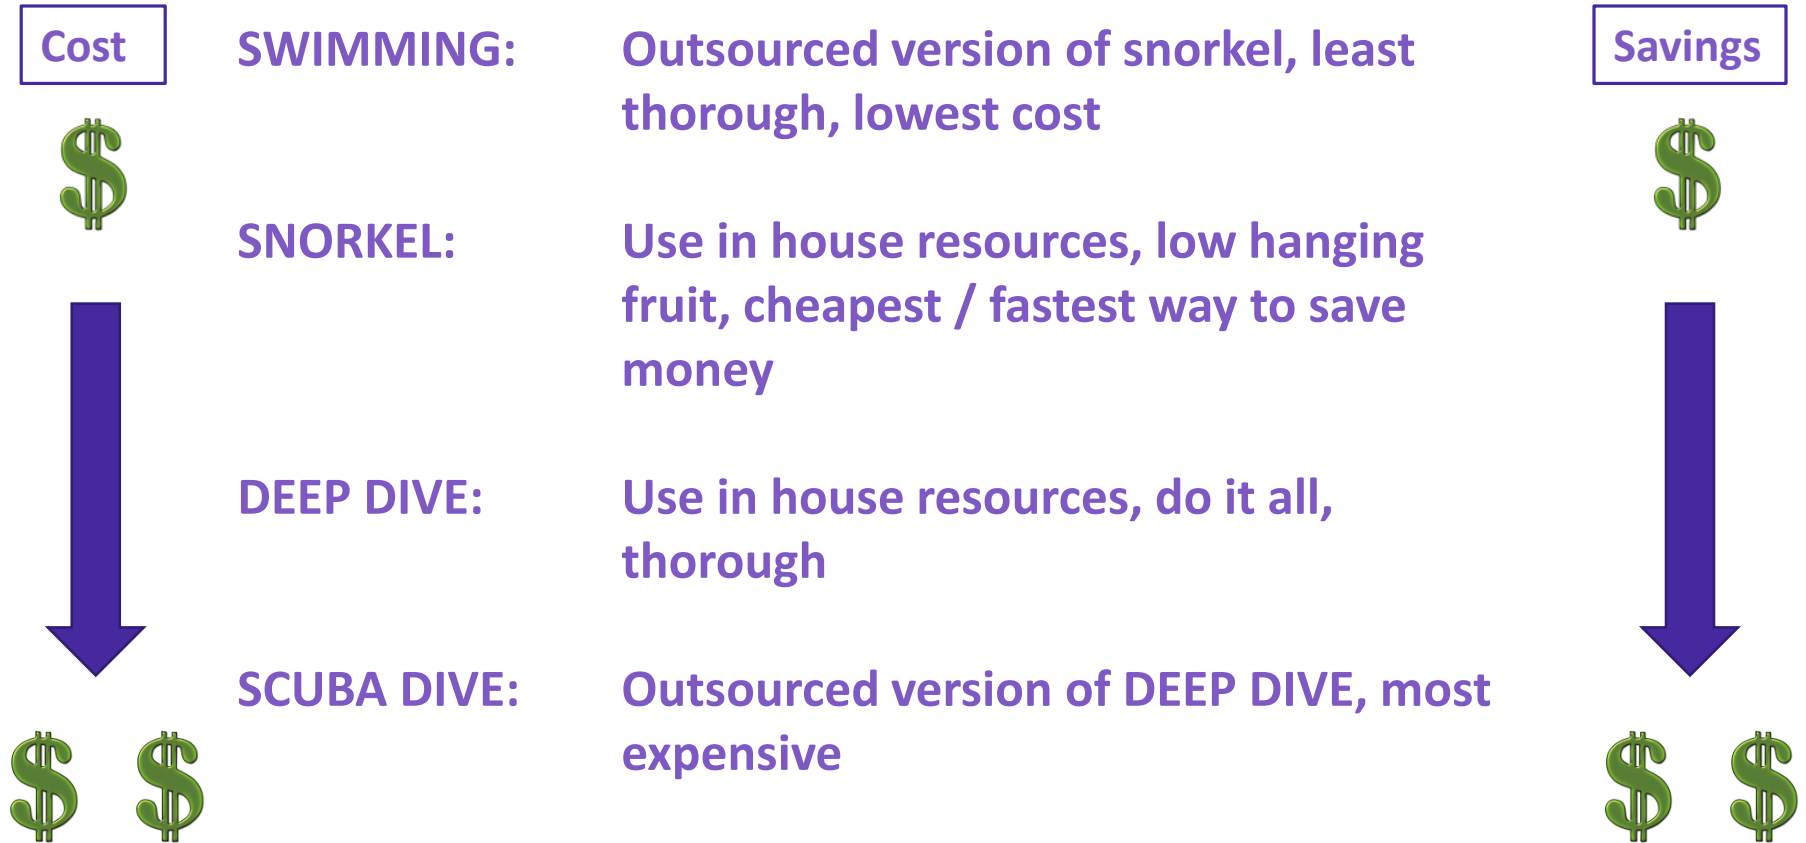 Cost
SWIMMING:
Outsourced version of snorkel, least
thorough, lowest cost
Savings
$
$
SNORKEL:
Use in house resources, low hanging
fruit, cheapest / fastest way to save
money
DEEP DIVE:
Use in house resources, do it all,
thorough
SCUBA DIVE:
Outsourced version of DEEP DIVE, most
expensive
$ $
$ $